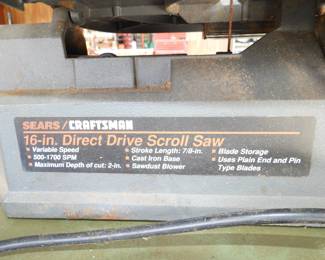 SEARS / CRAFTSMAN
16-in. Direct Drive Scroll Saw
▪ Variable Speed ▪ Stroke Length: 7/8-in. ▪ Blade Storage
▪ 500-1700 SPM ▪ Cast Iron Base ▪ Uses Plain End and Pin
▪ Maximum Depth of cut: 2-in. ▪ Sawdust Blower Type Blades